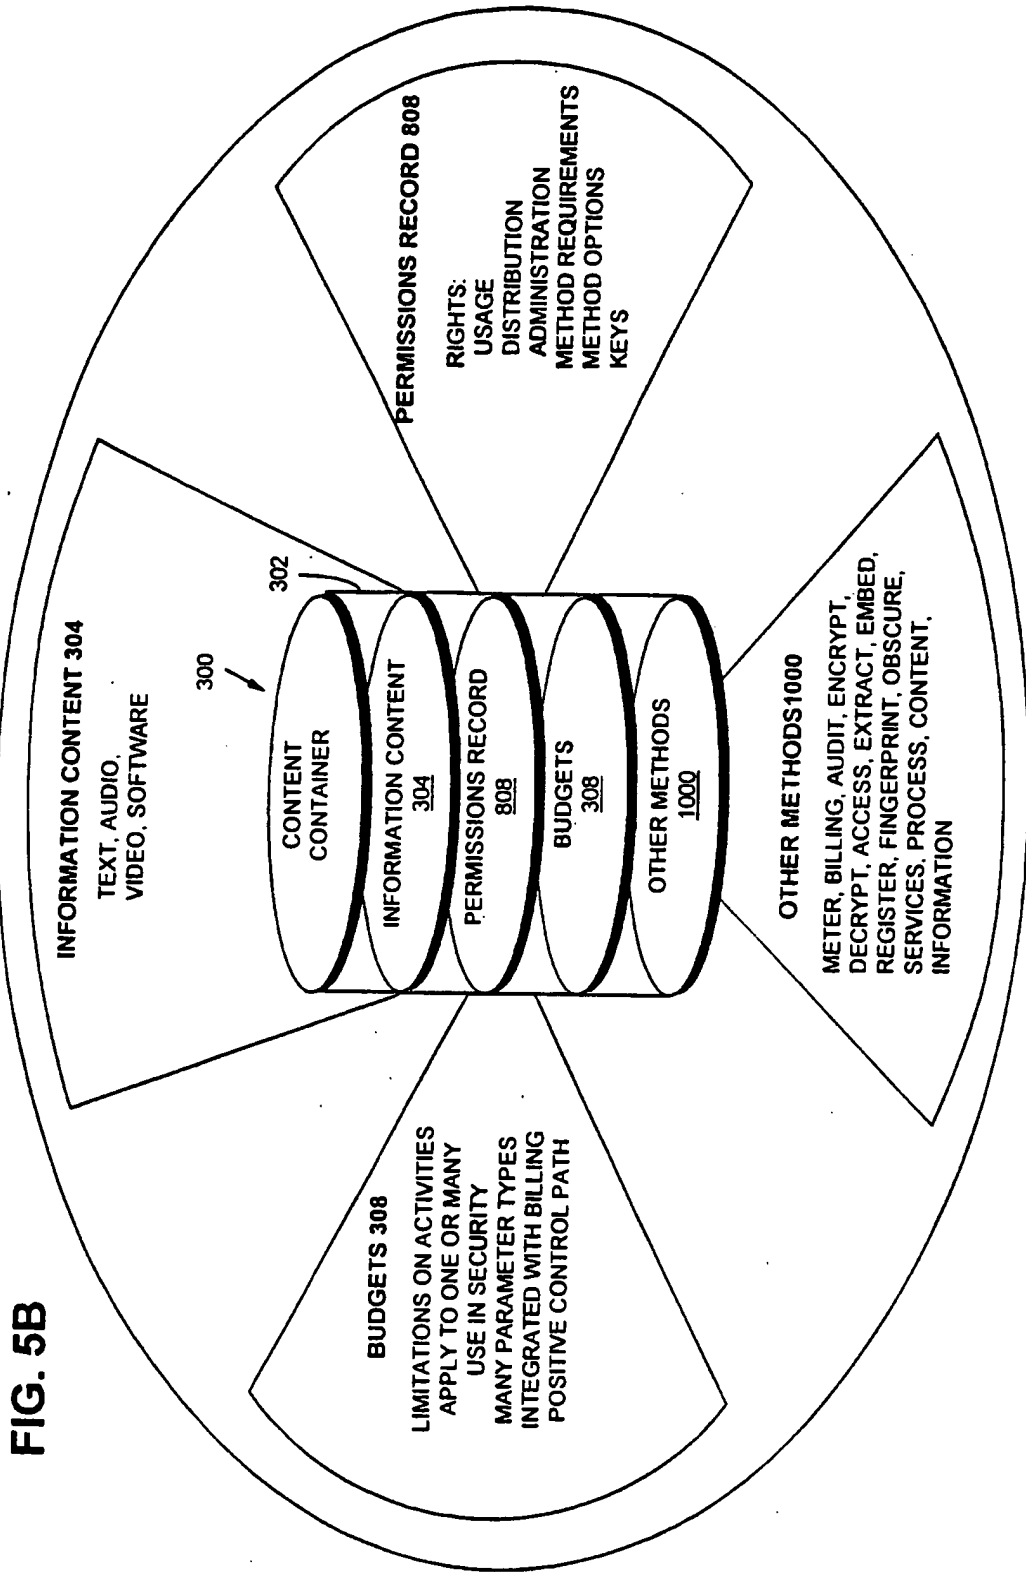 FIG. 5B
INFORMATION CONTENT 304
TEXT, AUDIO,
VIDEO, SOFTWARE
300
302
CONTENT
CONTAINER
INFORMATION CONTENT
304
PERMISSIONS RECORD
808
BUDGETS
308
OTHER METHODS
1000
BUDGETS 308
LIMITATIONS ON ACTIVITIES
APPLY TO ONE OR MANY
USE IN SECURITY
MANY PARAMETER TYPES
INTEGRATED WITH BILLING
POSITIVE CONTROL PATH
PERMISSIONS RECORD 808
RIGHTS:
USAGE
DISTRIBUTION
ADMINISTRATION
METHOD REQUIREMENTS
METHOD OPTIONS
KEYS
OTHER METHODS1000
METER, BILLING, AUDIT, ENCRYPT,
DECRYPT, ACCESS, EXTRACT, EMBED,
REGISTER, FINGERPRINT, OBSCURE,
SERVICES, PROCESS, CONTENT,
INFORMATION